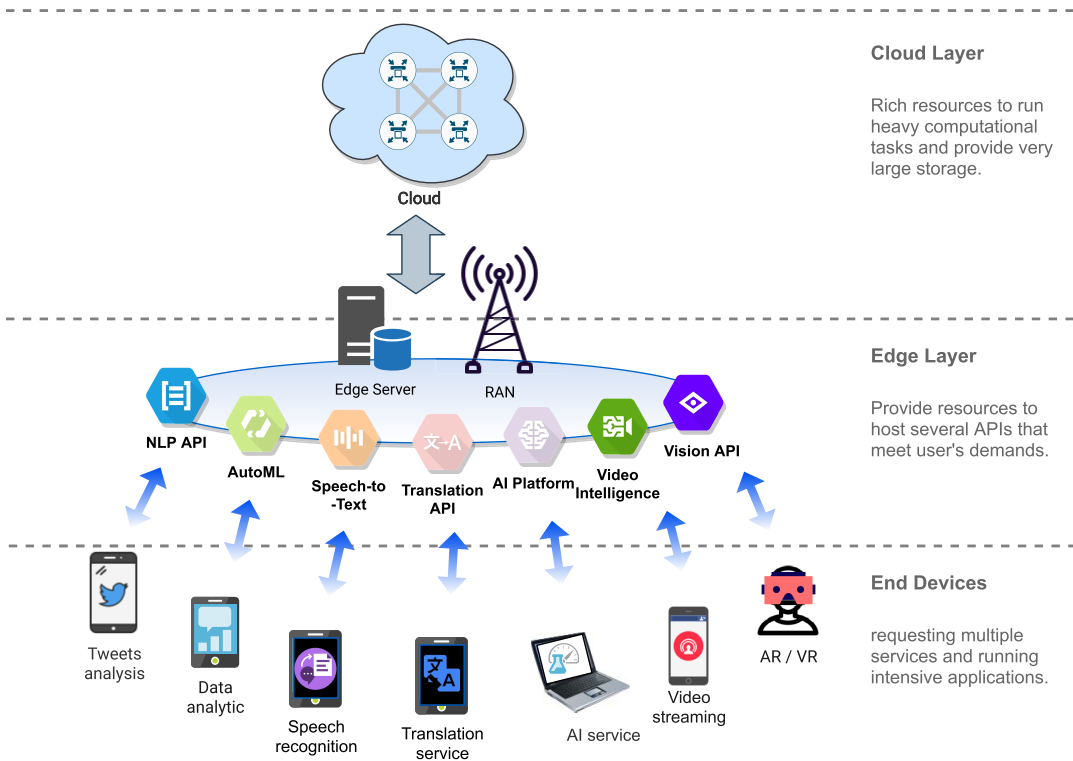 Cloud Layer
Rich resources to run
heavy computational
tasks and provide very
large storage.
Cloud
Edge Layer
Provide resources to
host several APIs that
meet user's demands.
Edge Server
RAN
NLP API
AutoML
Speech-to
-Text
Translation
API
AI Platform
Video
Intelligence
Vision API
文→A
End Devices
requesting multiple
services and running
intensive applications.
Tweets
analysis
Data
analytic
Speech
recognition
文
A
Translation
service
AI service
Video
streaming
AR / VR